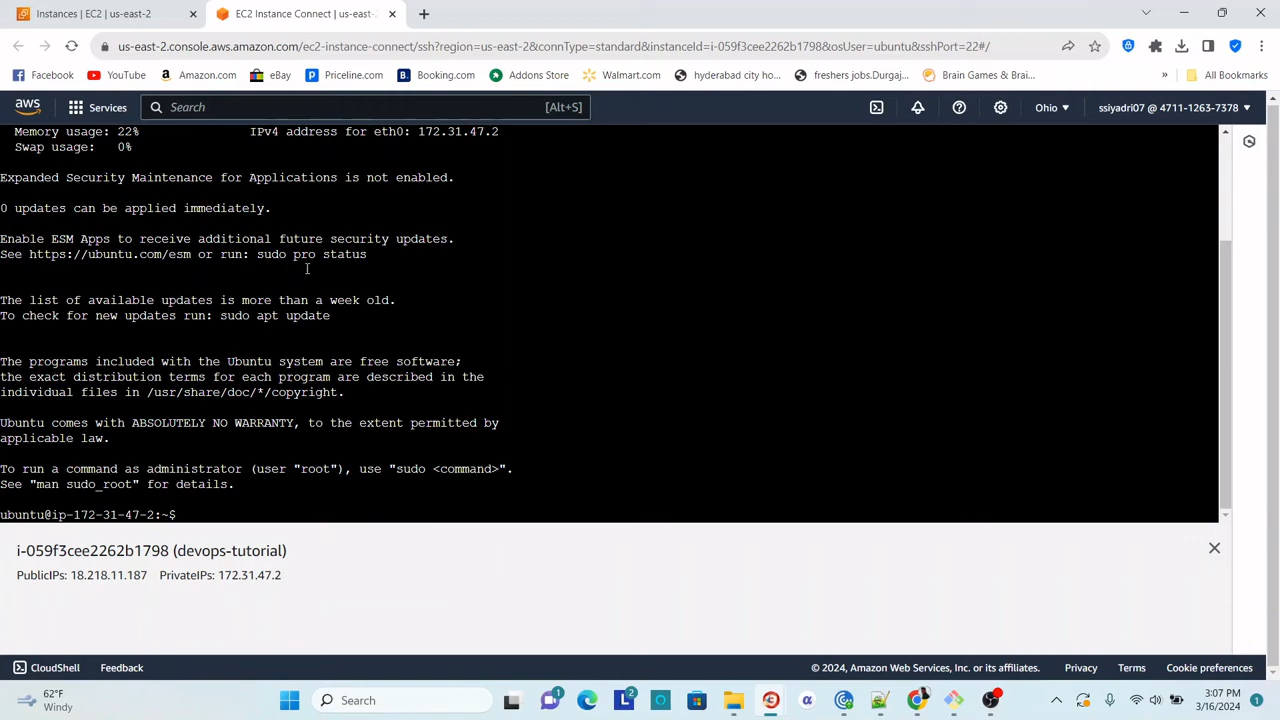 Instances | EC2 | us-east-2
EC2 Instance Connect | us-east-2
us-east-2.console.aws.amazon.com/ec2-instance-connect/ssh?region=us-east-2&connType=standard&instanceId=i-059f3cee2262b1798&osUser=ubuntu&sshPort=22#/
Facebook YouTube Amazon.com eBay Priceline.com Booking.com Addons Store Walmart.com hyderabad city ho... freshers jobs.Durgaj... Brain Games & Brai... » All Bookmarks
aws Services Search [Alt+S] Ohio ssiyadri07 @ 4711-1263-7378
Memory usage: 22% IPv4 address for eth0: 172.31.47.2
Swap usage: 0%
Expanded Security Maintenance for Applications is not enabled.
0 updates can be applied immediately.
Enable ESM Apps to receive additional future security updates.
See https://ubuntu.com/esm or run: sudo pro status
The list of available updates is more than a week old.
To check for new updates run: sudo apt update
The programs included with the Ubuntu system are free software;
the exact distribution terms for each program are described in the
individual files in /usr/share/doc/*/copyright.
Ubuntu comes with ABSOLUTELY NO WARRANTY, to the extent permitted by
applicable law.
To run a command as administrator (user "root"), use "sudo <command>".
See "man sudo_root" for details.
ubuntu@ip-172-31-47-2:~$
i-059f3cee2262b1798 (devops-tutorial)
PublicIPs: 18.218.11.187 PrivateIPs: 172.31.47.2
CloudShell Feedback © 2024, Amazon Web Services, Inc. or its affiliates. Privacy Terms Cookie preferences
62°F
Windy
Search
1
2
3:07 PM
3/16/2024
1